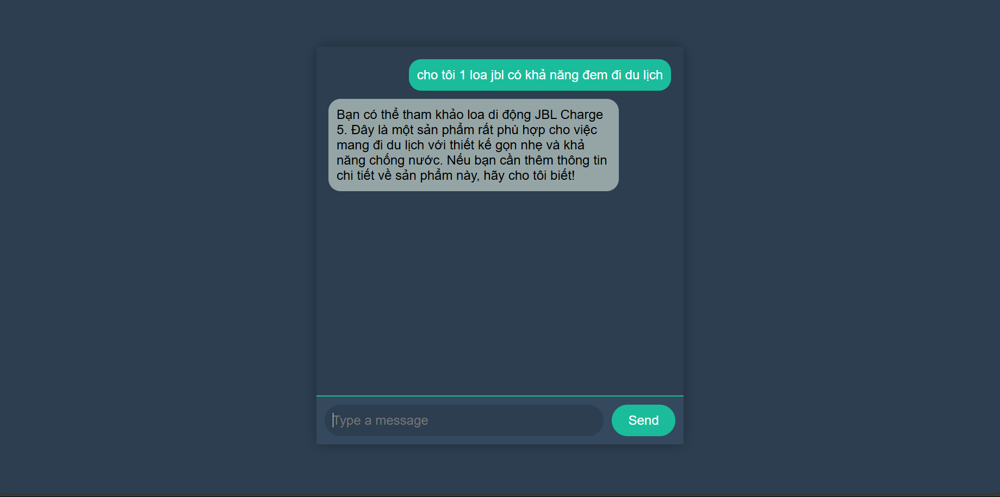 cho tôi 1 loa jbl có khả năng đem đi du lịch
Bạn có thể tham khảo loa di động JBL Charge
5. Đây là một sản phẩm rất phù hợp cho việc
mang đi du lịch với thiết kế gọn nhẹ và khả
năng chống nước. Nếu bạn cần thêm thông tin
chi tiết về sản phẩm này, hãy cho tôi biết!
Type a message
Send